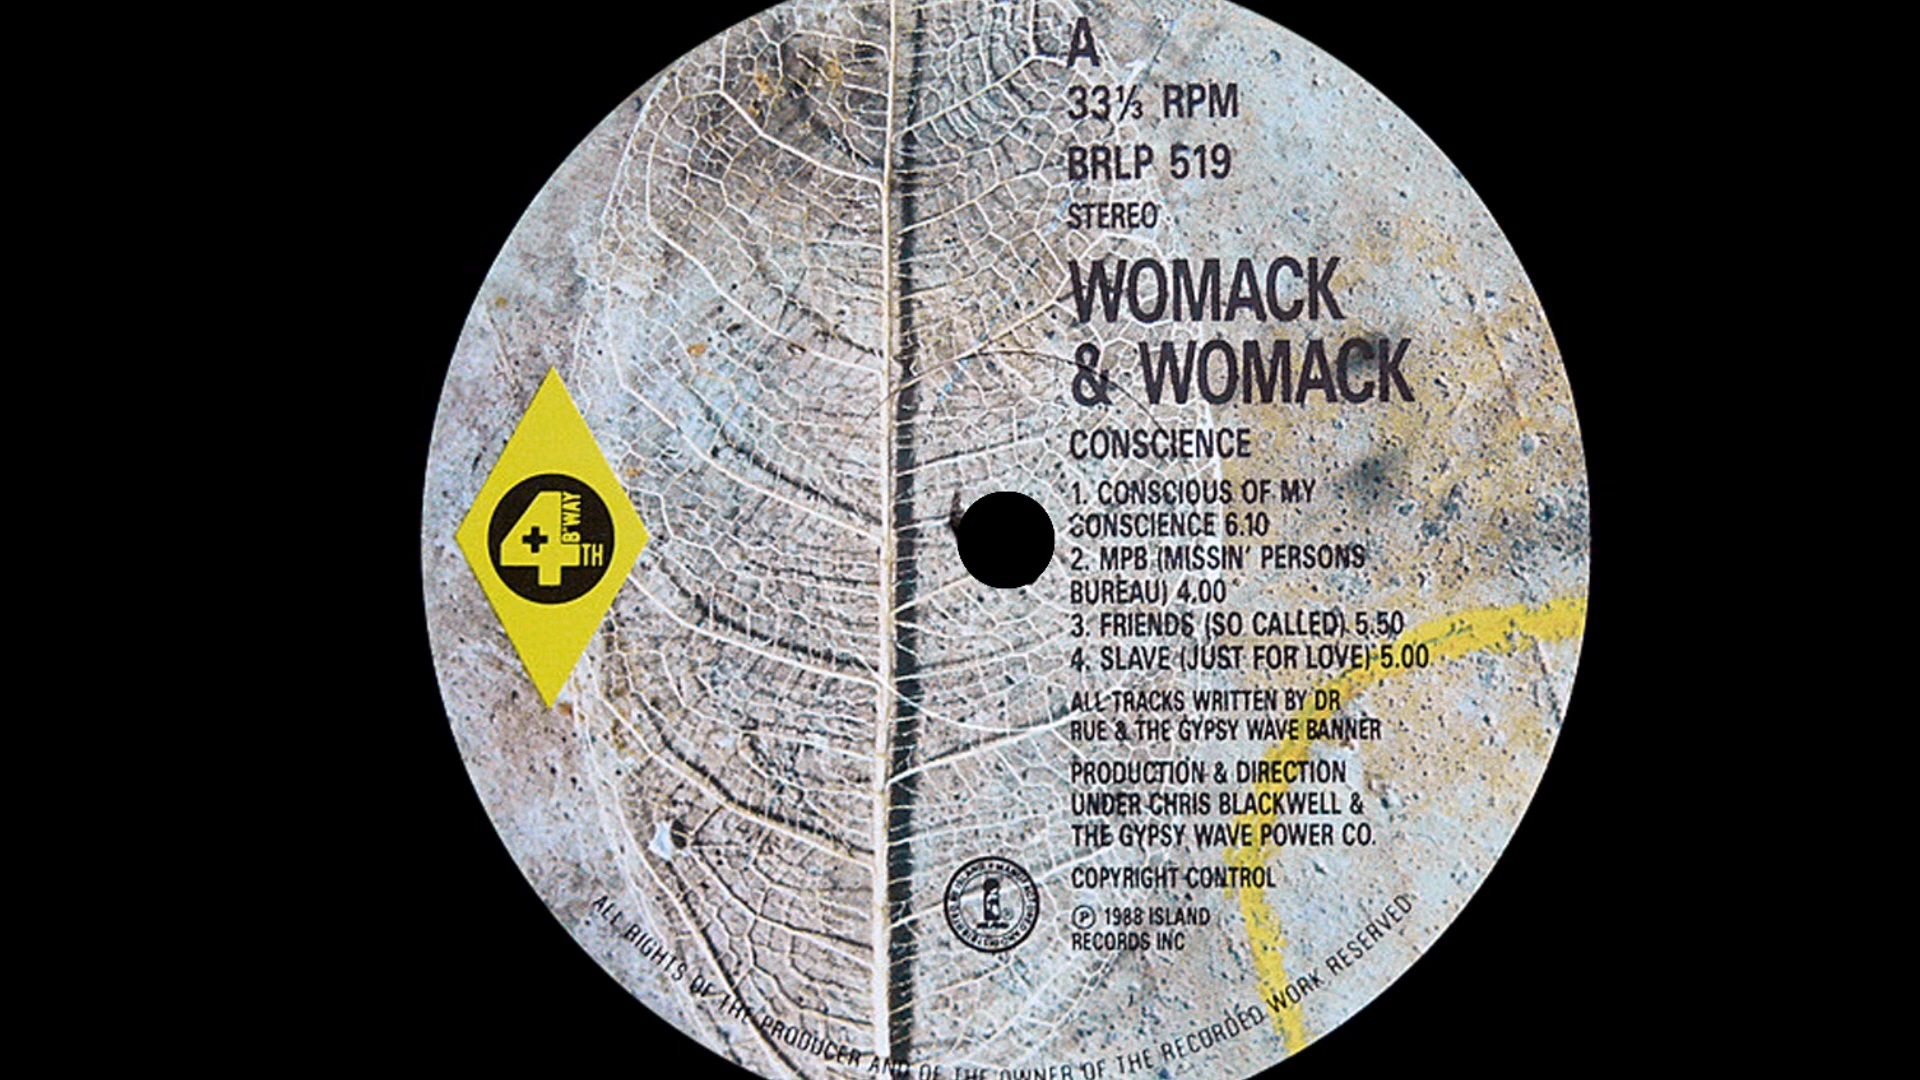 A
33⅓ RPM
BRLP 519
STEREO
WOMACK
& WOMACK
CONSCIENCE
1. CONSCIOUS OF MY
CONSCIENCE 6.10
2. MPB (MISSIN' PERSONS
BUREAU) 4.00
3. FRIENDS (SO CALLED) 5.50
4. SLAVE (JUST FOR LOVE) 5.00
4TH
+
B'WAY
ALL TRACKS WRITTEN BY DR
RUE & THE GYPSY WAVE BANNER
PRODUCTION & DIRECTION
UNDER CHRIS BLACKWELL &
THE GYPSY WAVE POWER CO.
COPYRIGHT CONTROL
℗ 1988 ISLAND
RECORDS INC
ALL RIGHTS OF THE PRODUCER AND OF THE OWNER OF THE RECORDED WORK RESERVED